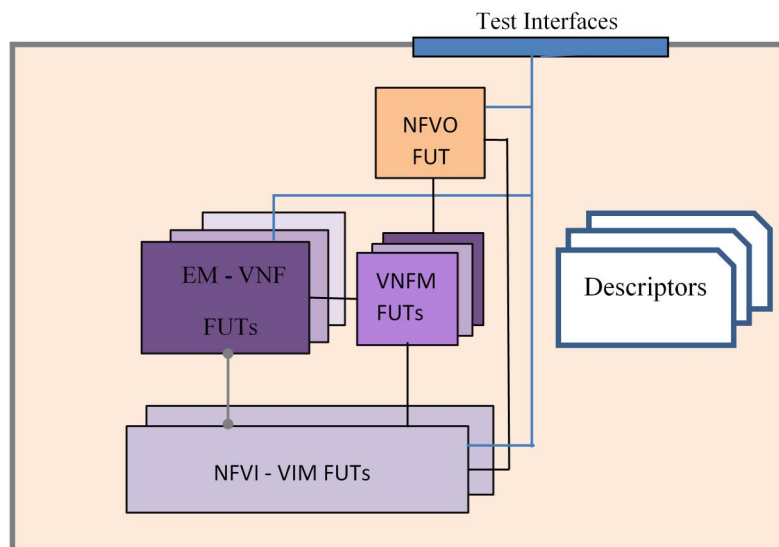 Test Interfaces
NFVO
FUT
EM - VNF
FUTs
VNFM
FUTs
Descriptors
NFVI - VIM FUTs